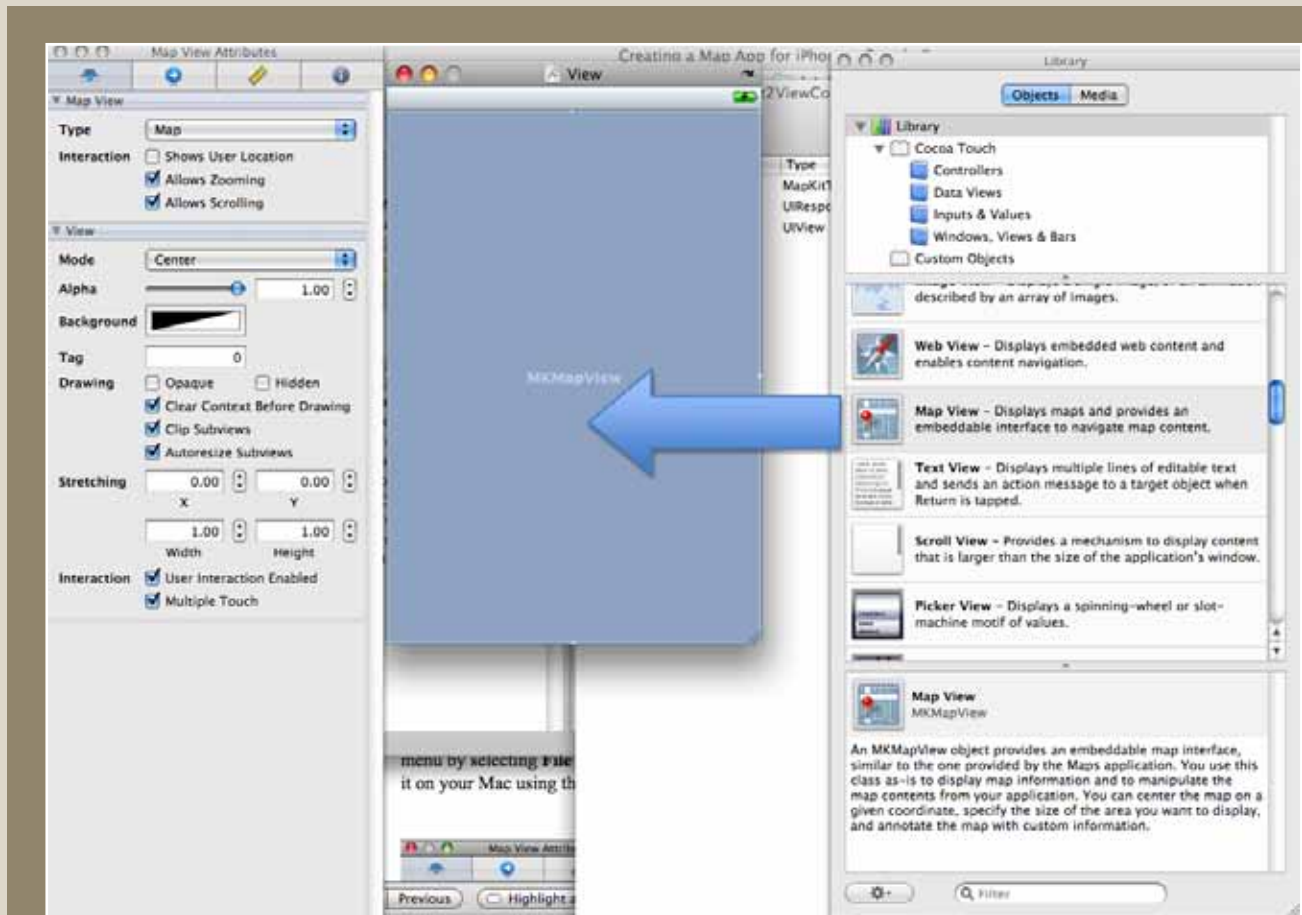 Map View Attributes
Map View
Type Map
Interaction Shows User Location
Allows Zooming
Allows Scrolling
View
Mode Center
Alpha 1.00
Background
Tag 0
Drawing Opaque Hidden
Clear Context Before Drawing
Clip Subviews
Autoresize Subviews
Stretching 0.00 0.00
X Y
1.00 1.00
Width Height
Interaction User Interaction Enabled
Multiple Touch
Creating a Map App for iPhon
View
2ViewCo
MKMapView
Type
MapKitT
UIRespo
UIView
menu by selecting File
it on your Mac using th
Map View Attrib
Previous Highlight a
Library
Objects Media
Library
Cocoa Touch
Controllers
Data Views
Inputs & Values
Windows, Views & Bars
Custom Objects
described by an array of images.
Web View – Displays embedded web content and
enables content navigation.
Map View – Displays maps and provides an
embeddable interface to navigate map content.
Text View – Displays multiple lines of editable text
and sends an action message to a target object when
Return is tapped.
Scroll View – Provides a mechanism to display content
that is larger than the size of the application's window.
Picker View – Displays a spinning-wheel or slot-
machine motif of values.
Map View
MKMapView
An MKMapView object provides an embeddable map interface,
similar to the one provided by the Maps application. You use this
class as-is to display map information and to manipulate the
map contents from your application. You can center the map on a
given coordinate, specify the size of the area you want to display,
and annotate the map with custom information.
Filter